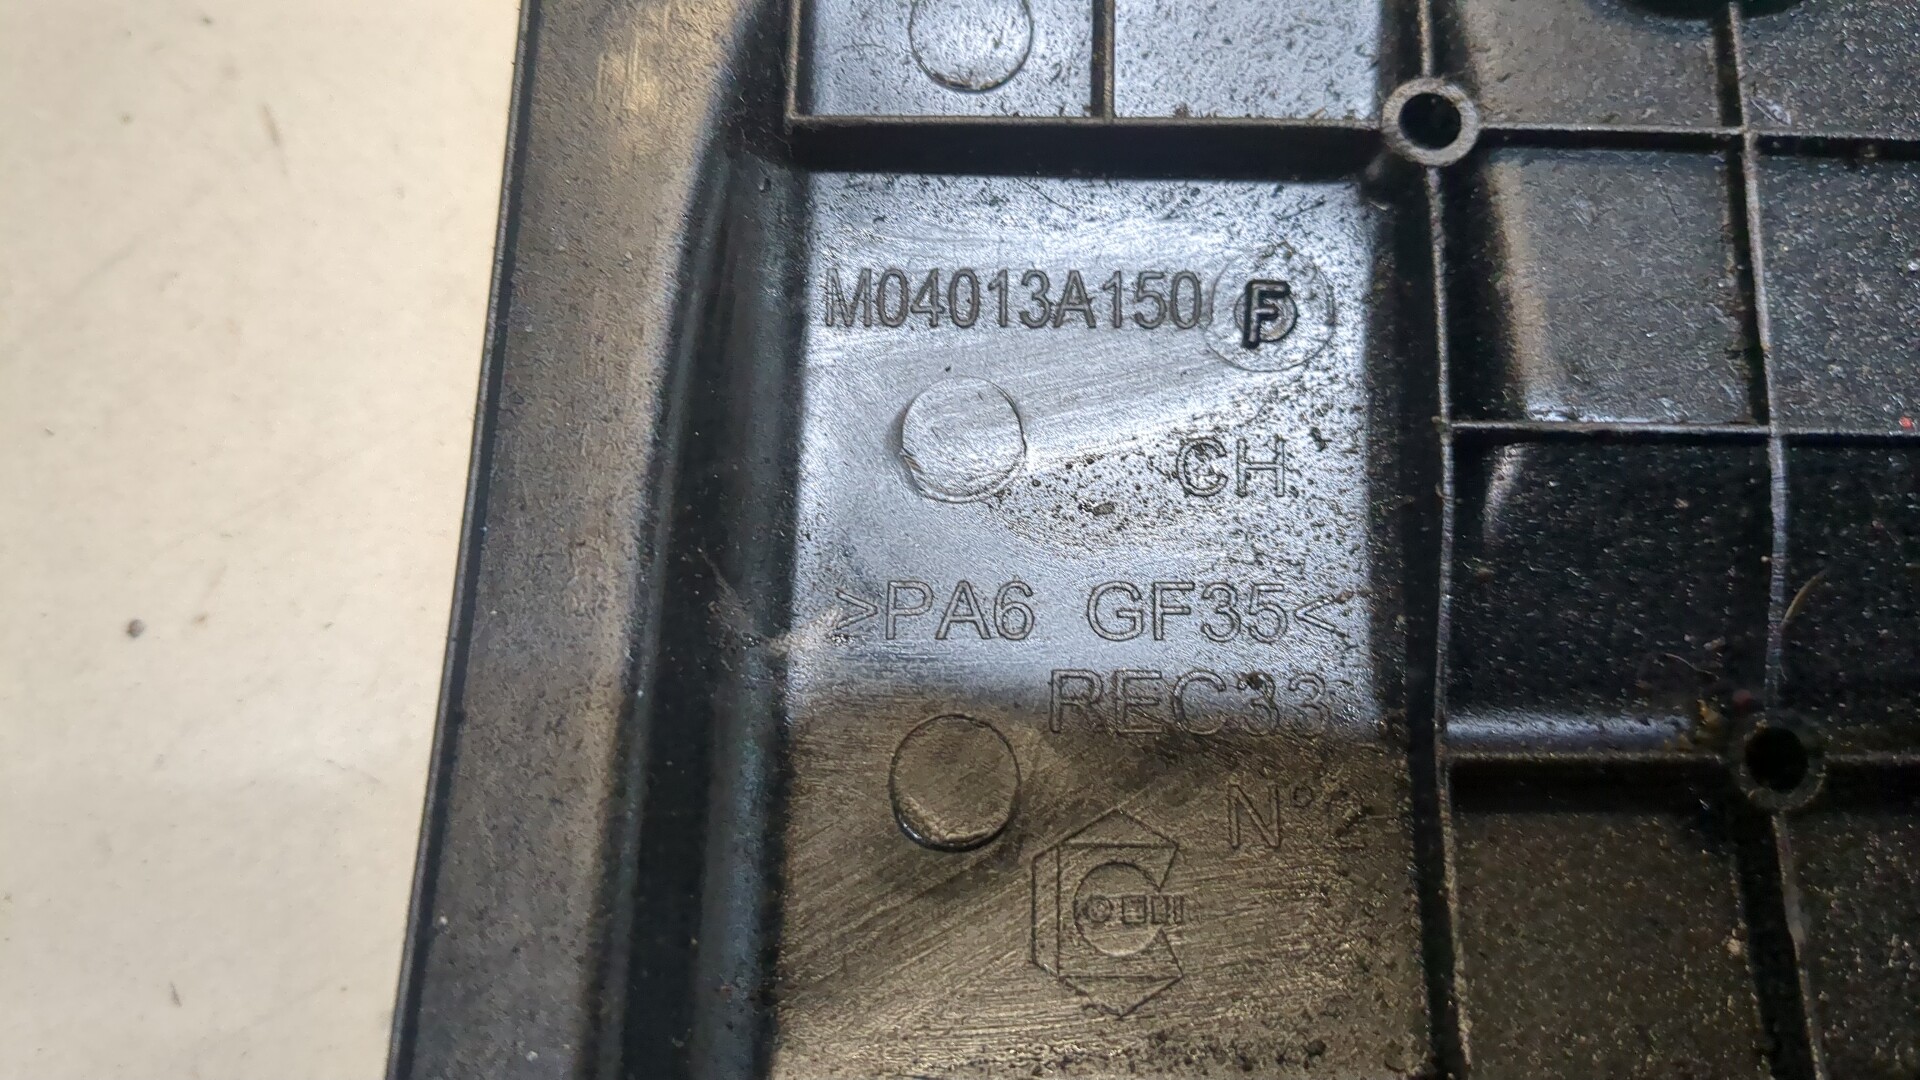 M04013A150 F
CH
>PA6 GF35<
REC33
N°2